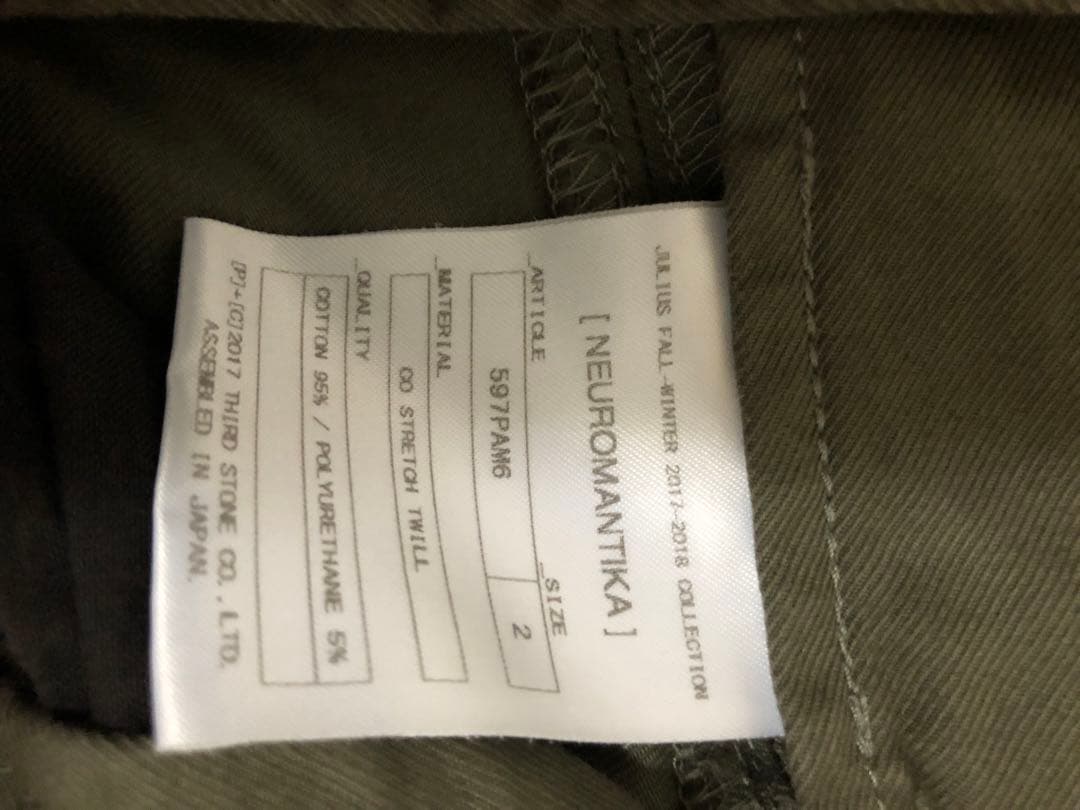 JULIUS FALL-WINTER 2017-2018 COLLECTION
[ NEUROMANTIKA ]
_ARTICLE _SIZE
597PAM6 2
_MATERIAL
CO STRETCH TWILL
_QUALITY
COTTON 95% / POLYURETHANE 5%
[P]+[C]2017 THIRD STONE CO., LTD.
ASSEMBLED IN JAPAN.